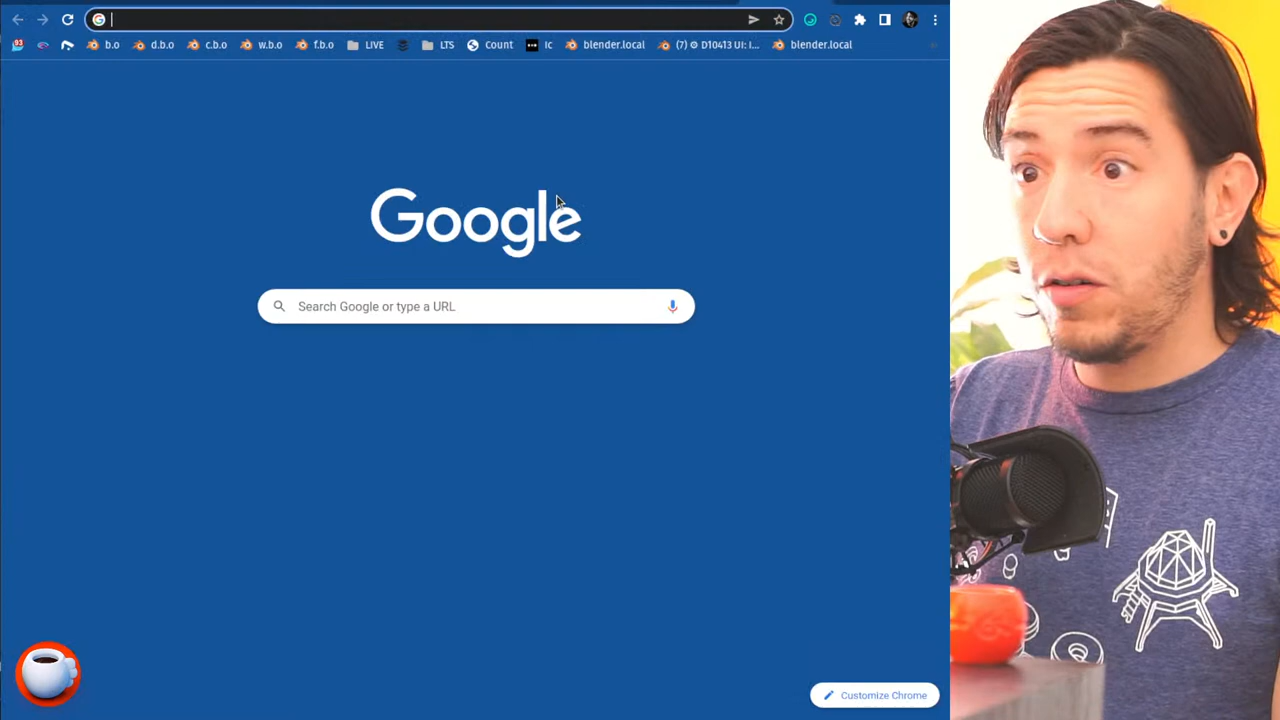 93 b.o d.b.o c.b.o w.b.o f.b.o LIVE LTS Count IC blender.local (7) ⚙ D10413 UI: I... blender.local
Google
Search Google or type a URL
Customize Chrome